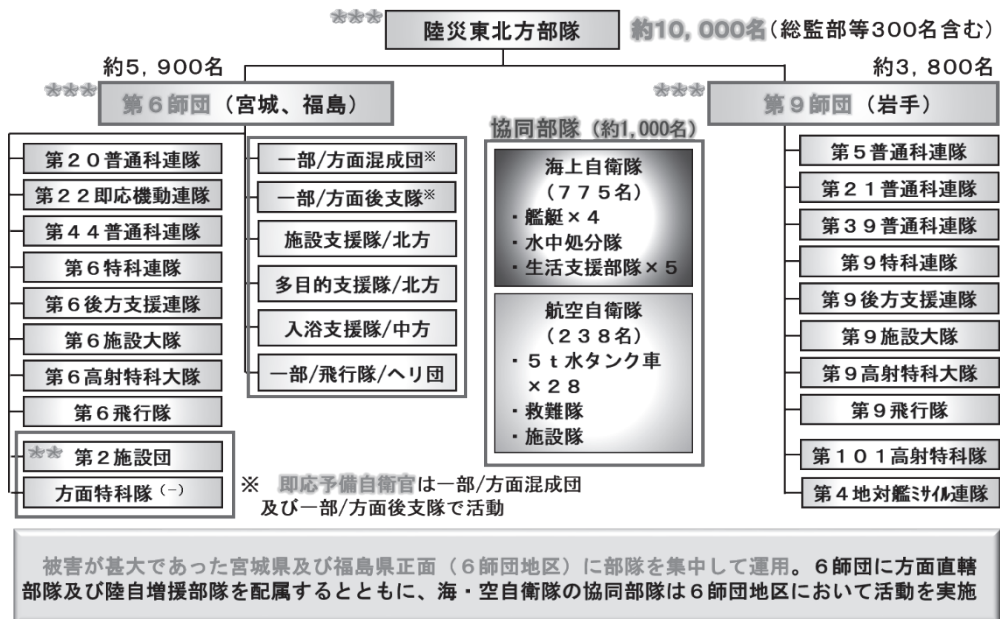 陸災東北方部隊
約10,000名(総監部等300名含む)
約5,900名
第6師団(宮城、福島)
第20普通科連隊
第22即応機動連隊
第44普通科連隊
第6特科連隊
第6後方支援連隊
第6施設大隊
第6高射特科大隊
第6飛行隊
第2施設団
方面特科隊(-)
一部/方面混成団※
一部/方面後支隊※
施設支援隊/北方
多目的支援隊/北方
入浴支援隊/中方
一部/飛行隊/ヘリ団
※ 即応予備自衛官は一部/方面混成団
及び一部/方面後支隊で活動
協同部隊(約1,000名)
海上自衛隊
(775名)
・艦艇×4
・水中処分隊
・生活支援部隊×5
航空自衛隊
(238名)
・5t水タンク車
×28
・救難隊
・施設隊
約3,800名
第9師団(岩手)
第5普通科連隊
第21普通科連隊
第39普通科連隊
第9特科連隊
第9後方支援連隊
第9施設大隊
第9高射特科大隊
第9飛行隊
第101高射特科隊
第4地対艦ミサイル連隊
被害が甚大であった宮城県及び福島県正面(6師団地区)に部隊を集中して運用。6師団に方面直轄
部隊及び陸自増援部隊を配属するとともに、海・空自衛隊の協同部隊は6師団地区において活動を実施